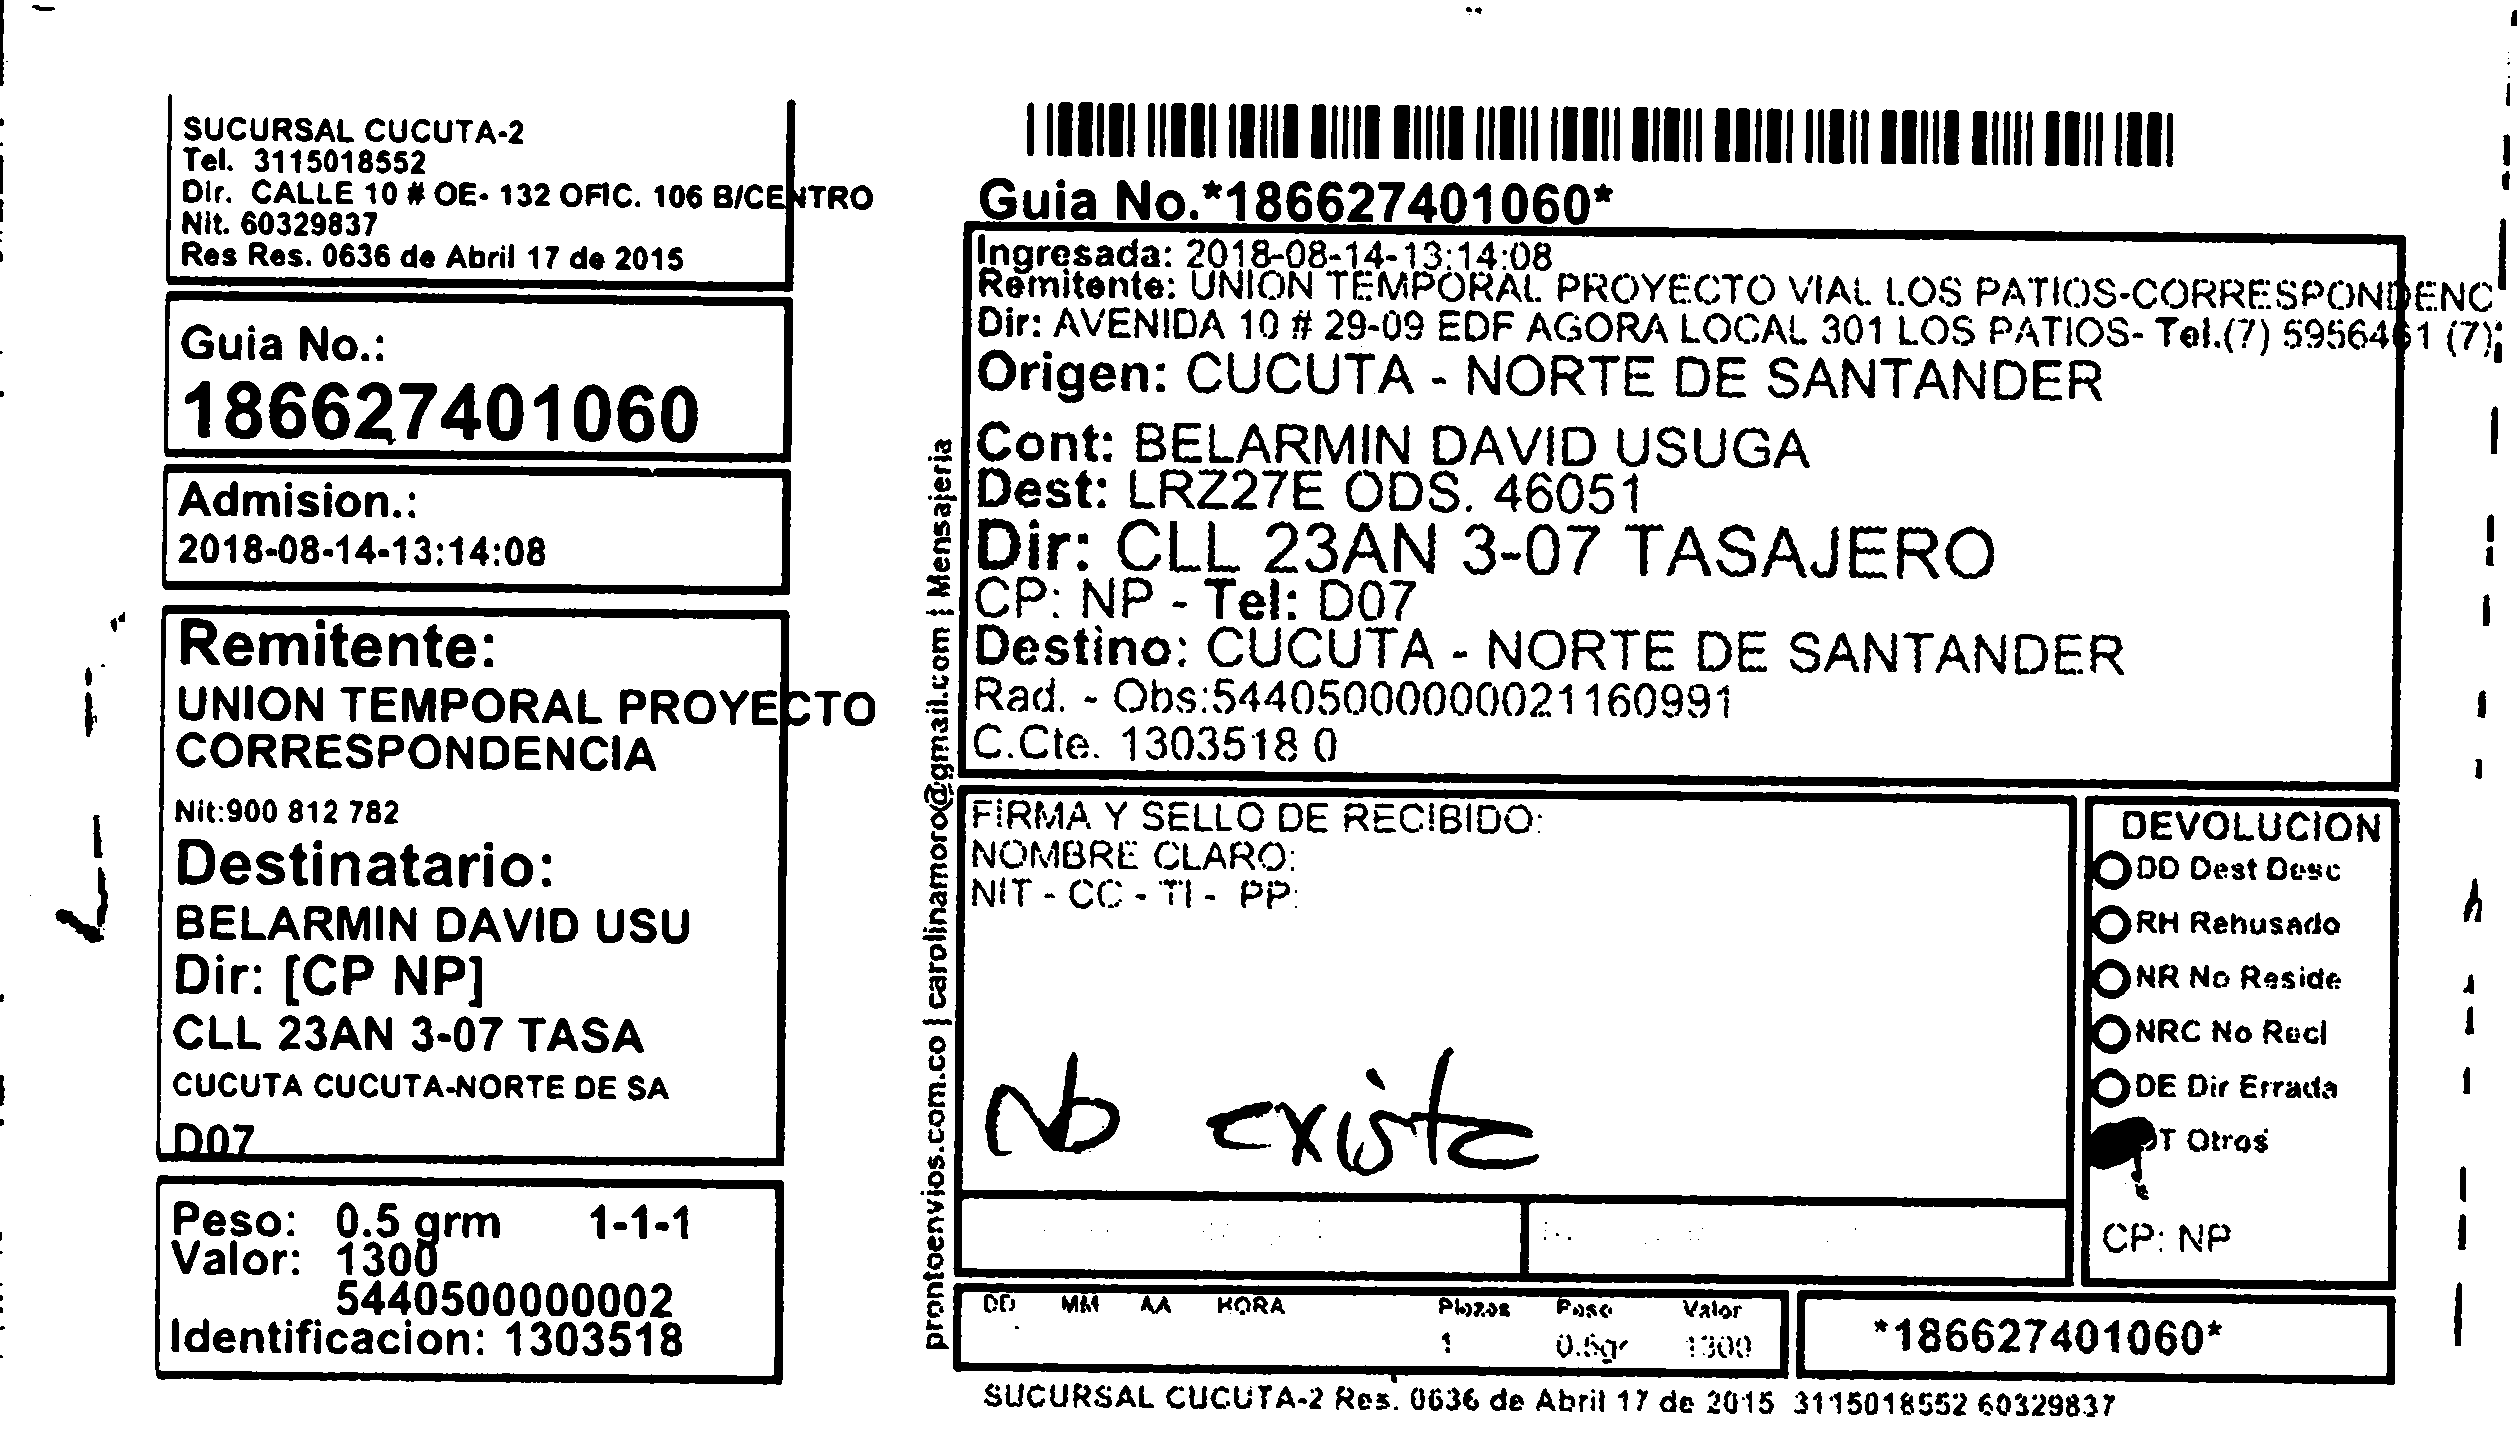 SUCURSAL CUCUTA-2
Tel. 3115018552
Dir. CALLE 10 # OE- 132 OFIC. 106 B/CENTRO
Nit. 60329837
Res Res. 0636 de Abril 17 de 2015
Guia No.:
186627401060
Admision.:
2018-08-14-13:14:08
Remitente:
UNION TEMPORAL PROYECTO
CORRESPONDENCIA
Nit:900 812 782
Destinatario:
BELARMIN DAVID USU
Dir: [CP NP]
CLL 23AN 3-07 TASA
CUCUTA CUCUTA-NORTE DE SA
D07
Peso: 0.5 grm 1-1-1
Valor: 1300
5440500000002
Identificacion: 1303518
prontoenvios.com.co | carolinamoro@gmail.com | Mensajeria
Guia No.*186627401060*
Ingresada: 2018-08-14-13:14:08
Remitente: UNION TEMPORAL PROYECTO VIAL LOS PATIOS-CORRESPONDENC
Dir: AVENIDA 10 # 29-09 EDF AGORA LOCAL 301 LOS PATIOS- Tel.(7) 5956461 (7)
Origen: CUCUTA - NORTE DE SANTANDER
Cont: BELARMIN DAVID USUGA
Dest: LRZ27E ODS. 46051
Dir: CLL 23AN 3-07 TASAJERO
CP: NP - Tel: D07
Destino: CUCUTA - NORTE DE SANTANDER
Rad. - Obs:544050000000021160991
C.Cte. 1303518 0
FIRMA Y SELLO DE RECIBIDO:
NOMBRE CLARO:
NIT - CC - TI - PP:
No existe
DEVOLUCION
DD Dest Desc
RH Rehusado
NR No Reside
NRC No Recl
DE Dir Errada
OT Otros
CP: NP
DD MM AA HORA Piezas Peso Valor
1 0.5gr 1300
*186627401060*
SUCURSAL CUCUTA-2 Res. 0636 de Abril 17 de 2015 3115018552 60329837